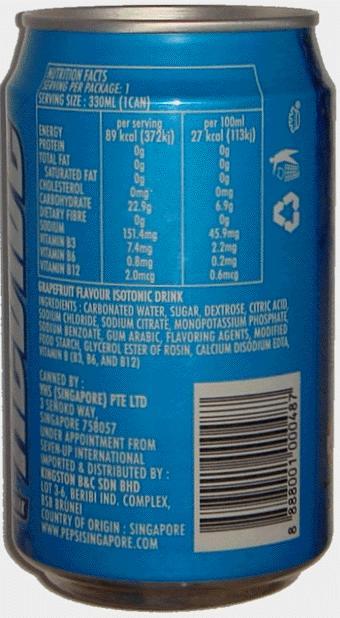 NUTRITION FACTS
SERVING PER PACKAGE: 1
SERVING SIZE : 330ML (1CAN)
per serving per 100ml
ENERGY 89 kcal (372kj) 27 kcal (113kj)
PROTEIN 0g 0g
TOTAL FAT 0g 0g
SATURATED FAT 0g 0g
CHOLESTEROL 0mg 0mg
CARBOHYDRATE 22.9g 6.9g
DIETARY FIBRE 0g 0g
SODIUM 151.4mg 45.9mg
VITAMIN B3 7.4mg 2.2mg
VITAMIN B6 0.8mg 0.2mg
VITAMIN B12 2.0mcg 0.6mcg
GRAPEFRUIT FLAVOUR ISOTONIC DRINK
INGREDIENTS : CARBONATED WATER, SUGAR, DEXTROSE, CITRIC ACID,
SODIUM CHLORIDE, SODIUM CITRATE, MONOPOTASSIUM PHOSPHATE,
SODIUM BENZOATE, GUM ARABIC, FLAVORING AGENTS, MODIFIED
FOOD STARCH, GLYCEROL ESTER OF ROSIN, CALCIUM DISODIUM EDTA,
VITAMIN B (B3, B6, AND B12)
CANNED BY :
YHS (SINGAPORE) PTE LTD
3 SENOKO WAY,
SINGAPORE 758057
UNDER APPOINTMENT FROM
SEVEN-UP INTERNATIONAL
IMPORTED & DISTRIBUTED BY :
KINGSTON B&C SDN BHD
LOT 3-6, BERIBI IND. COMPLEX,
BSB BRUNEI
COUNTRY OF ORIGIN : SINGAPORE
WWW.PEPSISINGAPORE.COM
8 888001 000487